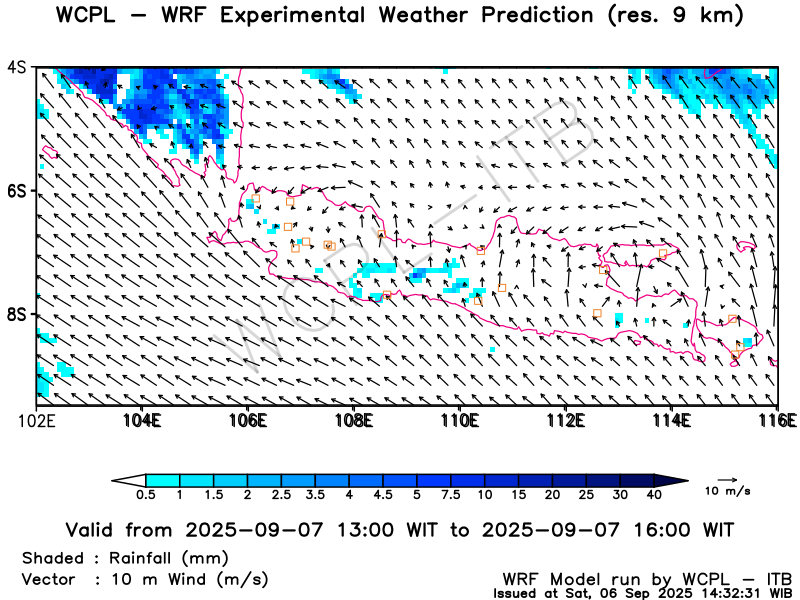 WCPL – WRF Experimental Weather Prediction (res. 9 km)
4S
6S
8S
102E 104E 106E 108E 110E 112E 114E 116E
WCPL–ITB
0.5 1 1.5 2 2.5 3.5 4 4.5 5 7.5 10 15 20 25 30 40
10 m/s
Valid from 2025–09–07 13:00 WIT to 2025–09–07 16:00 WIT
Shaded : Rainfall (mm)
Vector : 10 m Wind (m/s)
WRF Model run by WCPL – ITB
Issued at Sat, 06 Sep 2025 14:32:31 WIB